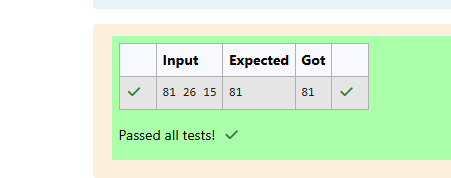 Input Expected Got
81 26 15 81 81
Passed all tests!